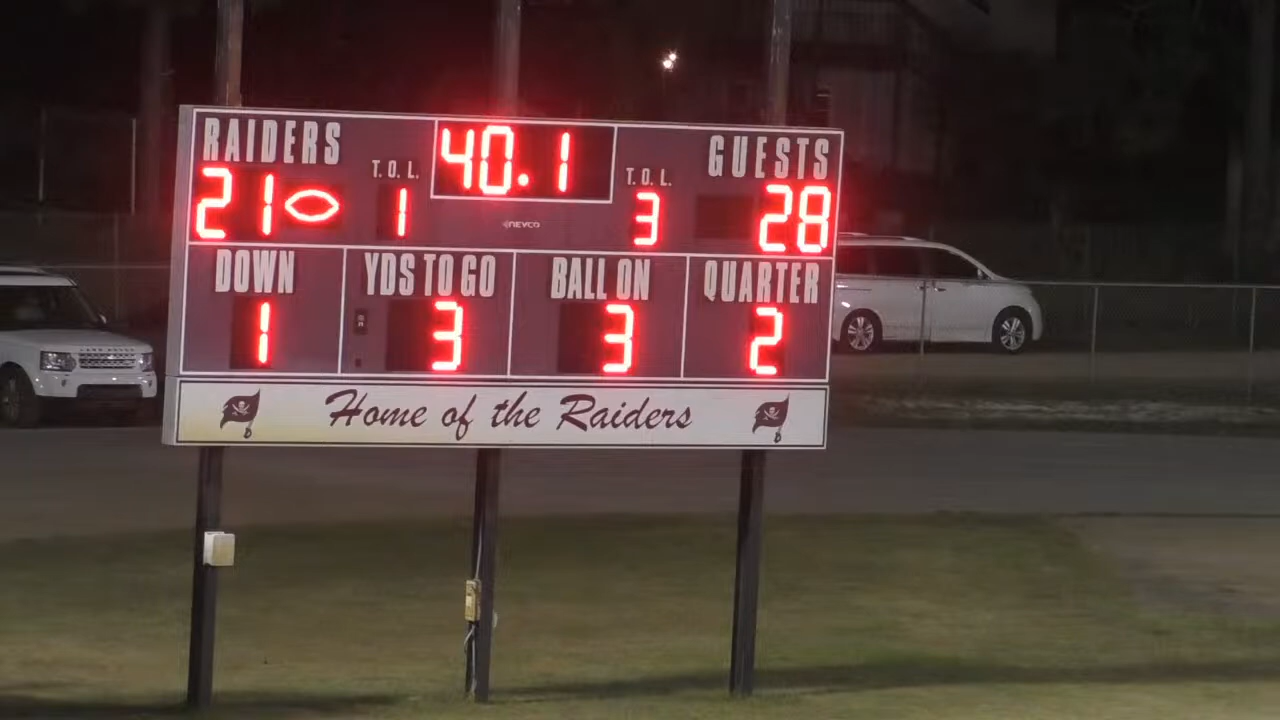 RAIDERS 40.1 GUESTS
T.O.L. T.O.L.
21 1 3 28
NEVCO
DOWN YDS TO GO BALL ON QUARTER
1 3 3 2
Home of the Raiders